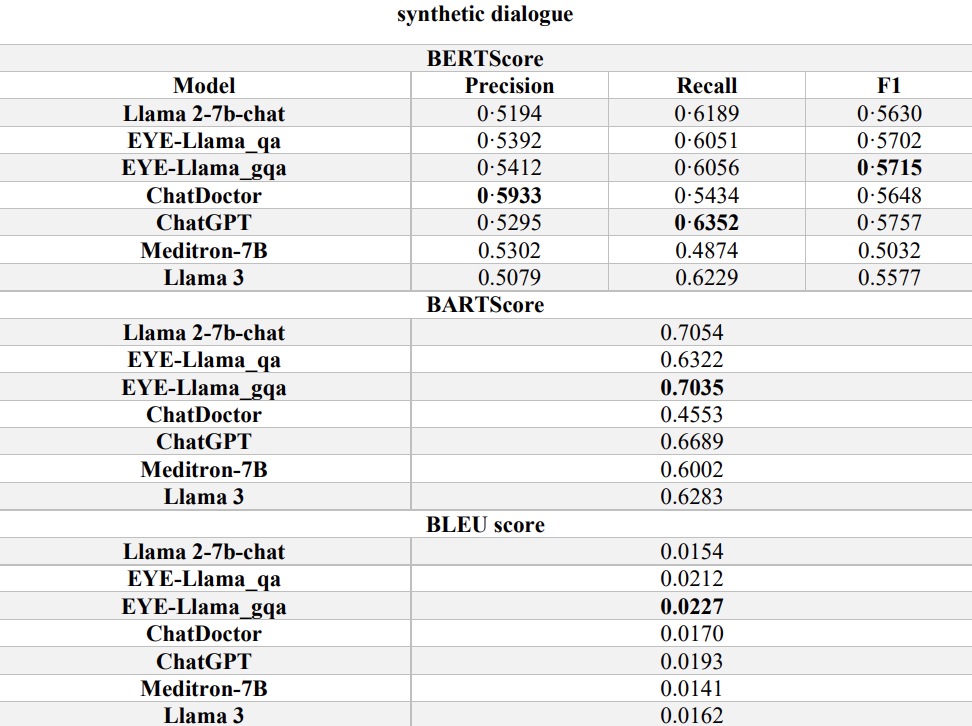 synthetic dialogue
BERTScore
Model Precision Recall F1
Llama 2-7b-chat 0·5194 0·6189 0·5630
EYE-Llama_qa 0·5392 0·6051 0·5702
EYE-Llama_gqa 0·5412 0·6056 0·5715
ChatDoctor 0·5933 0·5434 0·5648
ChatGPT 0·5295 0·6352 0·5757
Meditron-7B 0.5302 0.4874 0.5032
Llama 3 0.5079 0.6229 0.5577
BARTScore
Llama 2-7b-chat 0.7054
EYE-Llama_qa 0.6322
EYE-Llama_gqa 0.7035
ChatDoctor 0.4553
ChatGPT 0.6689
Meditron-7B 0.6002
Llama 3 0.6283
BLEU score
Llama 2-7b-chat 0.0154
EYE-Llama_qa 0.0212
EYE-Llama_gqa 0.0227
ChatDoctor 0.0170
ChatGPT 0.0193
Meditron-7B 0.0141
Llama 3 0.0162